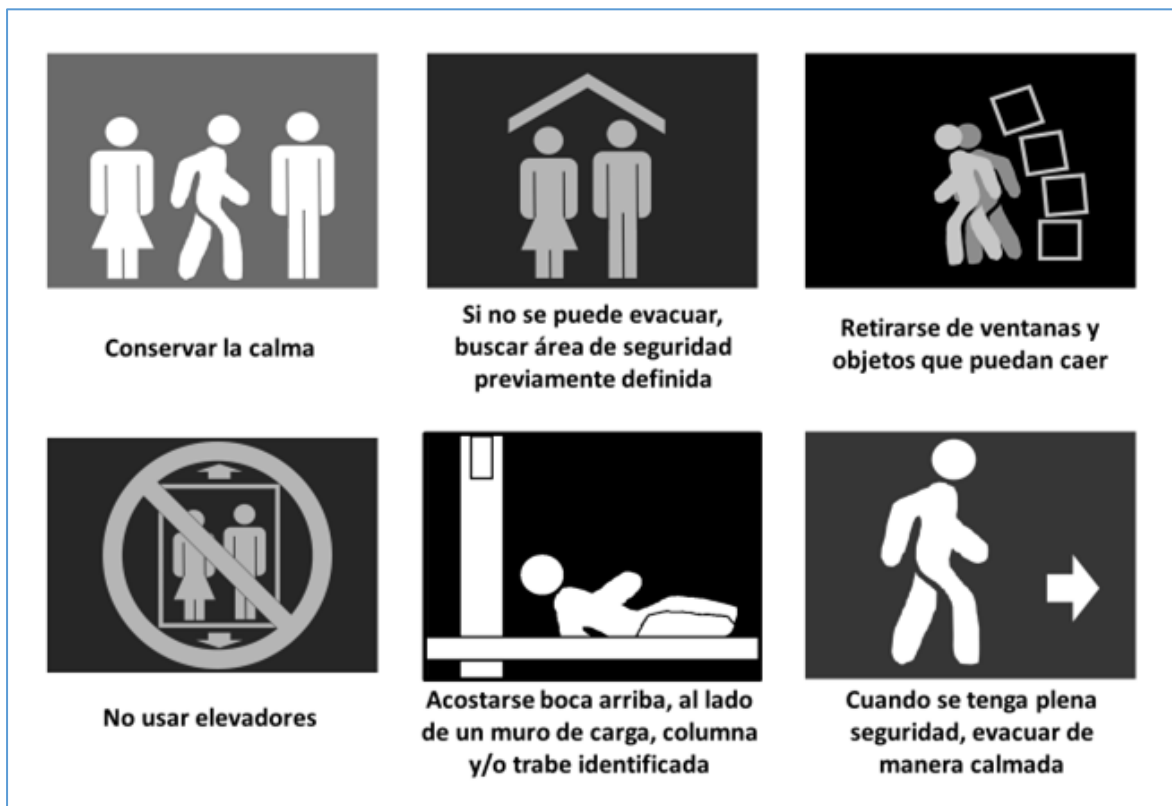 Conservar la calma
Si no se puede evacuar,
buscar área de seguridad
previamente definida
Retirarse de ventanas y
objetos que puedan caer
No usar elevadores
Acostarse boca arriba, al lado
de un muro de carga, columna
y/o trabe identificada
Cuando se tenga plena
seguridad, evacuar de
manera calmada